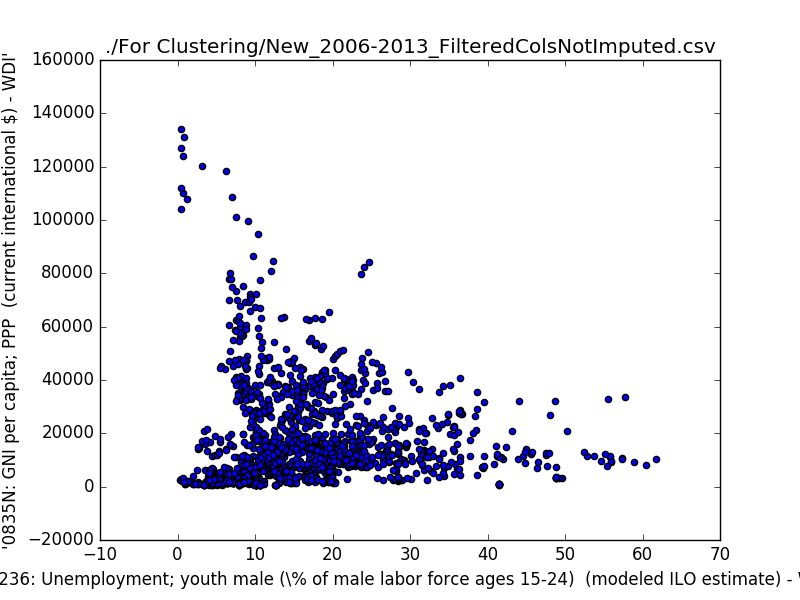 ./For Clustering/New_2006-2013_FilteredColsNotImputed.csv
'0835N: GNI per capita; PPP (current international $) - WDI'
160000
140000
120000
100000
80000
60000
40000
20000
0
−20000
−10 0 10 20 30 40 50 60 70
236: Unemployment; youth male (\% of male labor force ages 15-24) (modeled ILO estimate) -